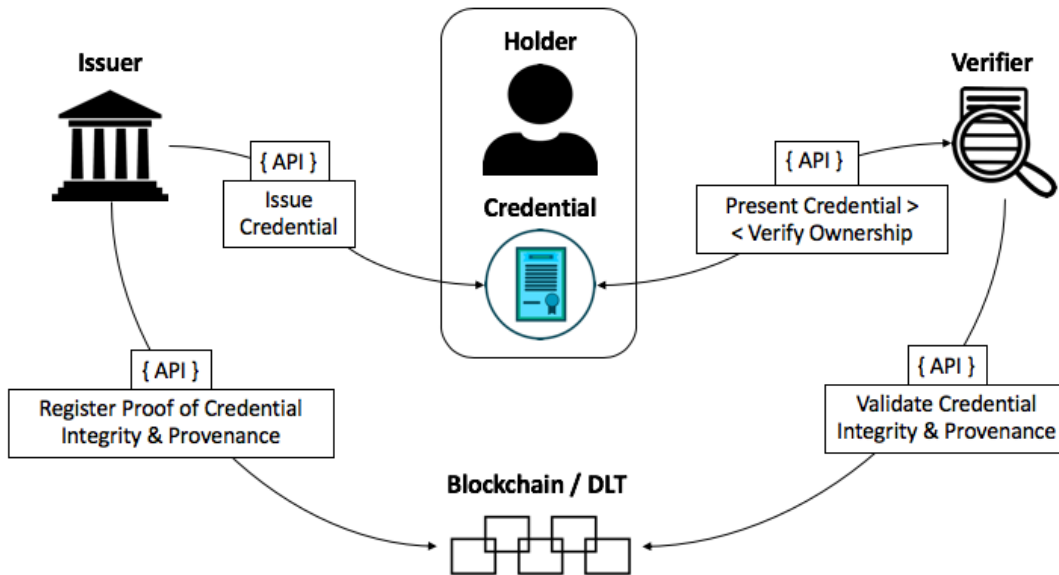 Holder
Issuer
Verifier
{ API }
Issue
Credential
Credential
{ API }
Present Credential >
< Verify Ownership
{ API }
Register Proof of Credential
Integrity & Provenance
{ API }
Validate Credential
Integrity & Provenance
Blockchain / DLT